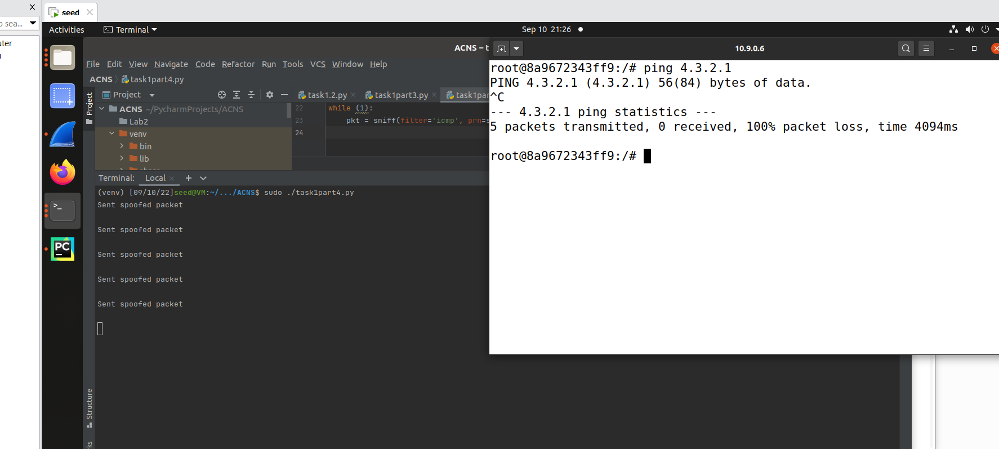 seed
o sea...
Activities
Terminal
Sep 10 21:26
uter
ACNS – t
10.9.0.6
File Edit View Navigate Code Refactor Run Tools VCS Window Help
ACNS task1part4.py
Project
task1.2.py
task1part3.py
task1par
Project
ACNS ~/PycharmProjects/ACNS
Lab2
venv
bin
lib
22 while (1):
23 pkt = sniff(filter='icmp', prn=s
24
Terminal: Local
(venv) [09/10/22]seed@VM:~/.../ACNS$ sudo ./task1part4.py
Sent spoofed packet
Sent spoofed packet
Sent spoofed packet
Sent spoofed packet
Sent spoofed packet
PC
Structure
ks
root@8a9672343ff9:/# ping 4.3.2.1
PING 4.3.2.1 (4.3.2.1) 56(84) bytes of data.
^C
--- 4.3.2.1 ping statistics ---
5 packets transmitted, 0 received, 100% packet loss, time 4094ms
root@8a9672343ff9:/#